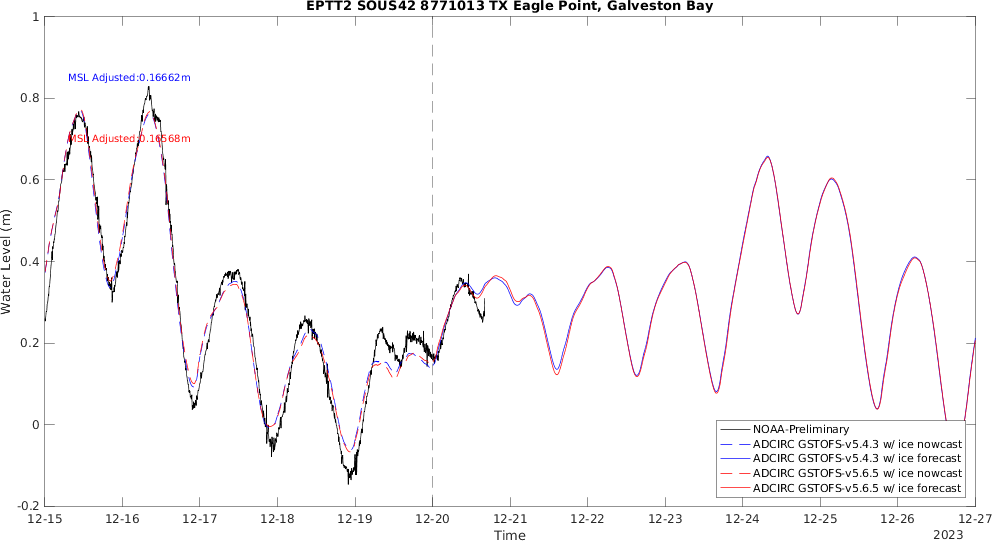 EPTT2 SOUS42 8771013 TX Eagle Point, Galveston Bay
MSL Adjusted:0.16662m
MSL Adjusted:0.16568m
Water Level (m)
1
0.8
0.6
0.4
0.2
0
-0.2
12-15 12-16 12-17 12-18 12-19 12-20 12-21 12-22 12-23 12-24 12-25 12-26 12-27
Time
2023
NOAA-Preliminary
ADCIRC GSTOFS-v5.4.3 w/ ice nowcast
ADCIRC GSTOFS-v5.4.3 w/ ice forecast
ADCIRC GSTOFS-v5.6.5 w/ ice nowcast
ADCIRC GSTOFS-v5.6.5 w/ ice forecast